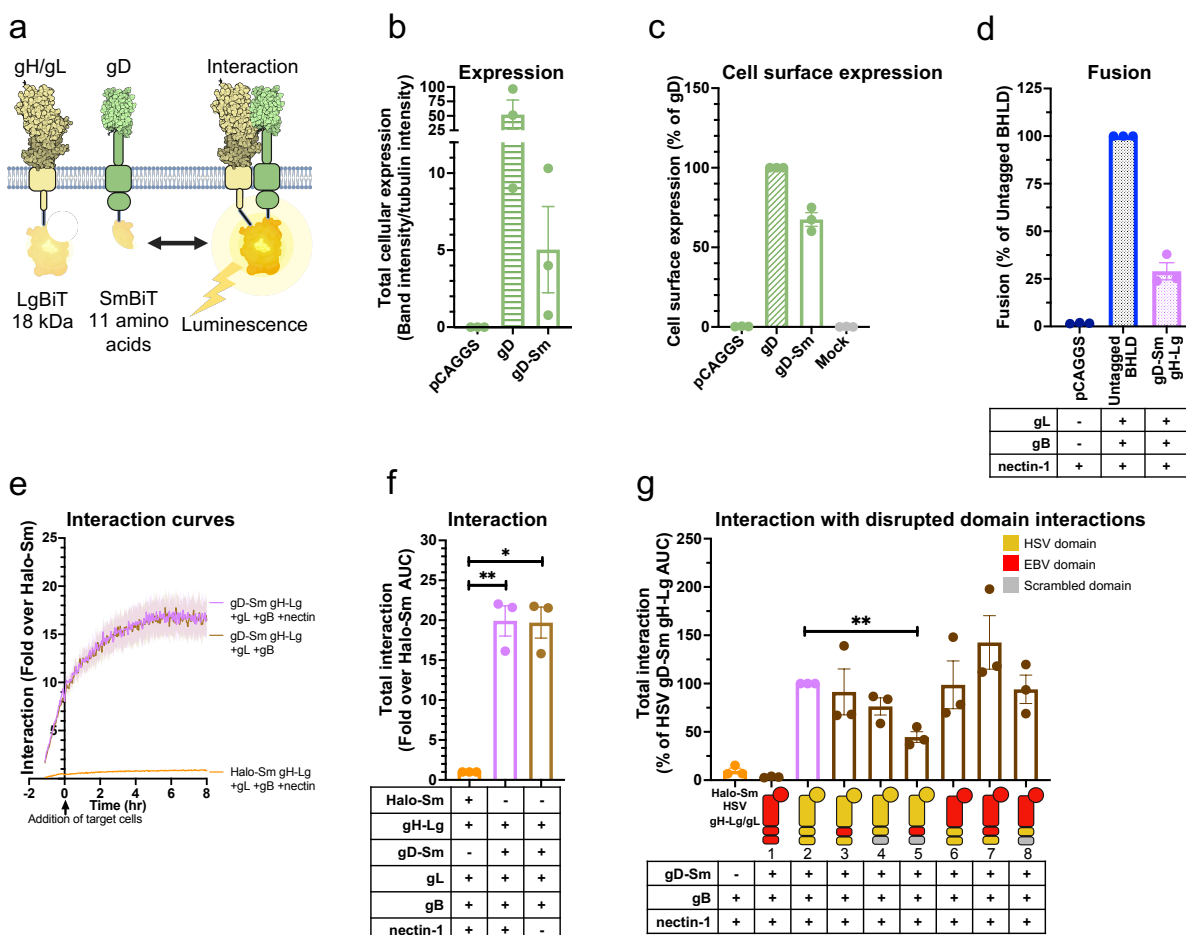 a
gH/gL gD Interaction
LgBiT
18 kDa
SmBiT
11 amino
acids
Luminescence
b
Expression
Total cellular expression
(Band intensity/tubulin intensity)
100
75
50
25
10
5
0
pCAGGS
gD
gD-Sm
c
Cell surface expression
Cell surface expression (% of gD)
100
50
0
pCAGGS
gD
gD-Sm
Mock
d
Fusion
Fusion (% of Untagged BHLD)
125
100
75
50
25
0
pCAGGS
Untagged
BHLD
gD-Sm
gH-Lg
gL - + +
gB - + +
nectin-1 + + +
e
Interaction curves
Interaction (Fold over Halo-Sm)
25
20
15
10
5
-2 0 2 4 6 8
Time (hr)
Addition of target cells
gD-Sm gH-Lg
+gL +gB +nectin
gD-Sm gH-Lg
+gL +gB
Halo-Sm gH-Lg
+gL +gB +nectin
f
Interaction
Total interaction
(Fold over Halo-Sm AUC)
30
25
20
15
10
5
0
*
**
Halo-Sm + - -
gH-Lg + + +
gD-Sm - + +
gL + + +
gB + + +
nectin-1 + + -
g
Interaction with disrupted domain interactions
HSV domain
EBV domain
Scrambled domain
Total interaction
(% of HSV gD-Sm gH-Lg AUC)
250
200
150
100
50
0
**
Halo-Sm
HSV
gH-Lg/gL
1 2 3 4 5 6 7 8
gD-Sm - + + + + + + + +
gB + + + + + + + + +
nectin-1 + + + + + + + + +